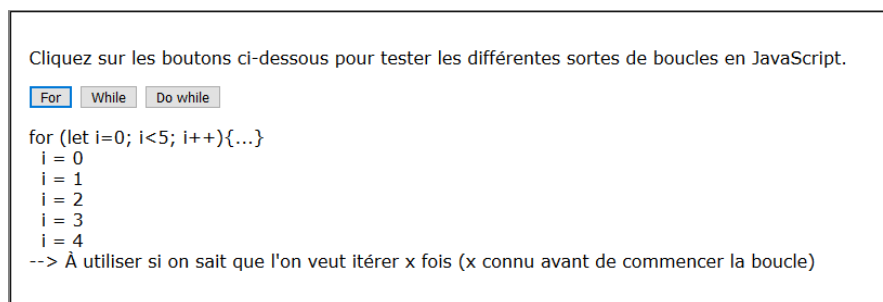 Cliquez sur les boutons ci-dessous pour tester les différentes sortes de boucles en JavaScript.
For While Do while
for (let i=0; i<5; i++){...}
i = 0
i = 1
i = 2
i = 3
i = 4
--> À utiliser si on sait que l'on veut itérer x fois (x connu avant de commencer la boucle)